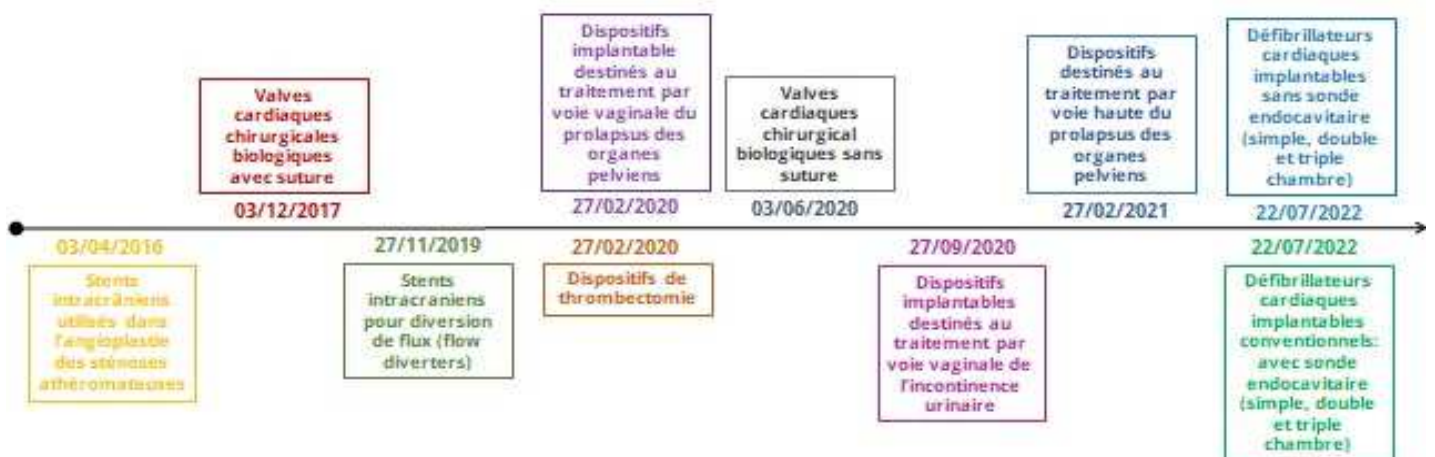 Valves
cardiaques
chirurgicales
biologiques
avec suture
03/12/2017
Dispositifs
implantable
destinés au
traitement par
voie vaginale du
prolapsus des
organes
pelviens
27/02/2020
Valves
cardiaques
chirurgical
biologiques sans
suture
03/06/2020
Dispositifs
destinés au
traitement par
voie haute du
prolapsus des
organes
pelviens
27/02/2021
Défibrillateurs
cardiaques
implantables
sans sonde
endocavitaire
(simple, double
et triple
chambre)
22/07/2022
03/04/2016
Stents
intracrâniens
utilisés dans
l'angioplastie
des sténoses
athéromateuses
27/11/2019
Stents
intracraniens
pour diversion
de flux (flow
diverters)
27/02/2020
Dispositifs de
thrombectomie
27/09/2020
Dispositifs
implantables
destinés au
traitement par
voie vaginale de
l'incontinence
urinaire
22/07/2022
Défibrillateurs
cardiaques
implantables
conventionnels:
avec sonde
endocavitaire
(simple, double
et triple
chambre)